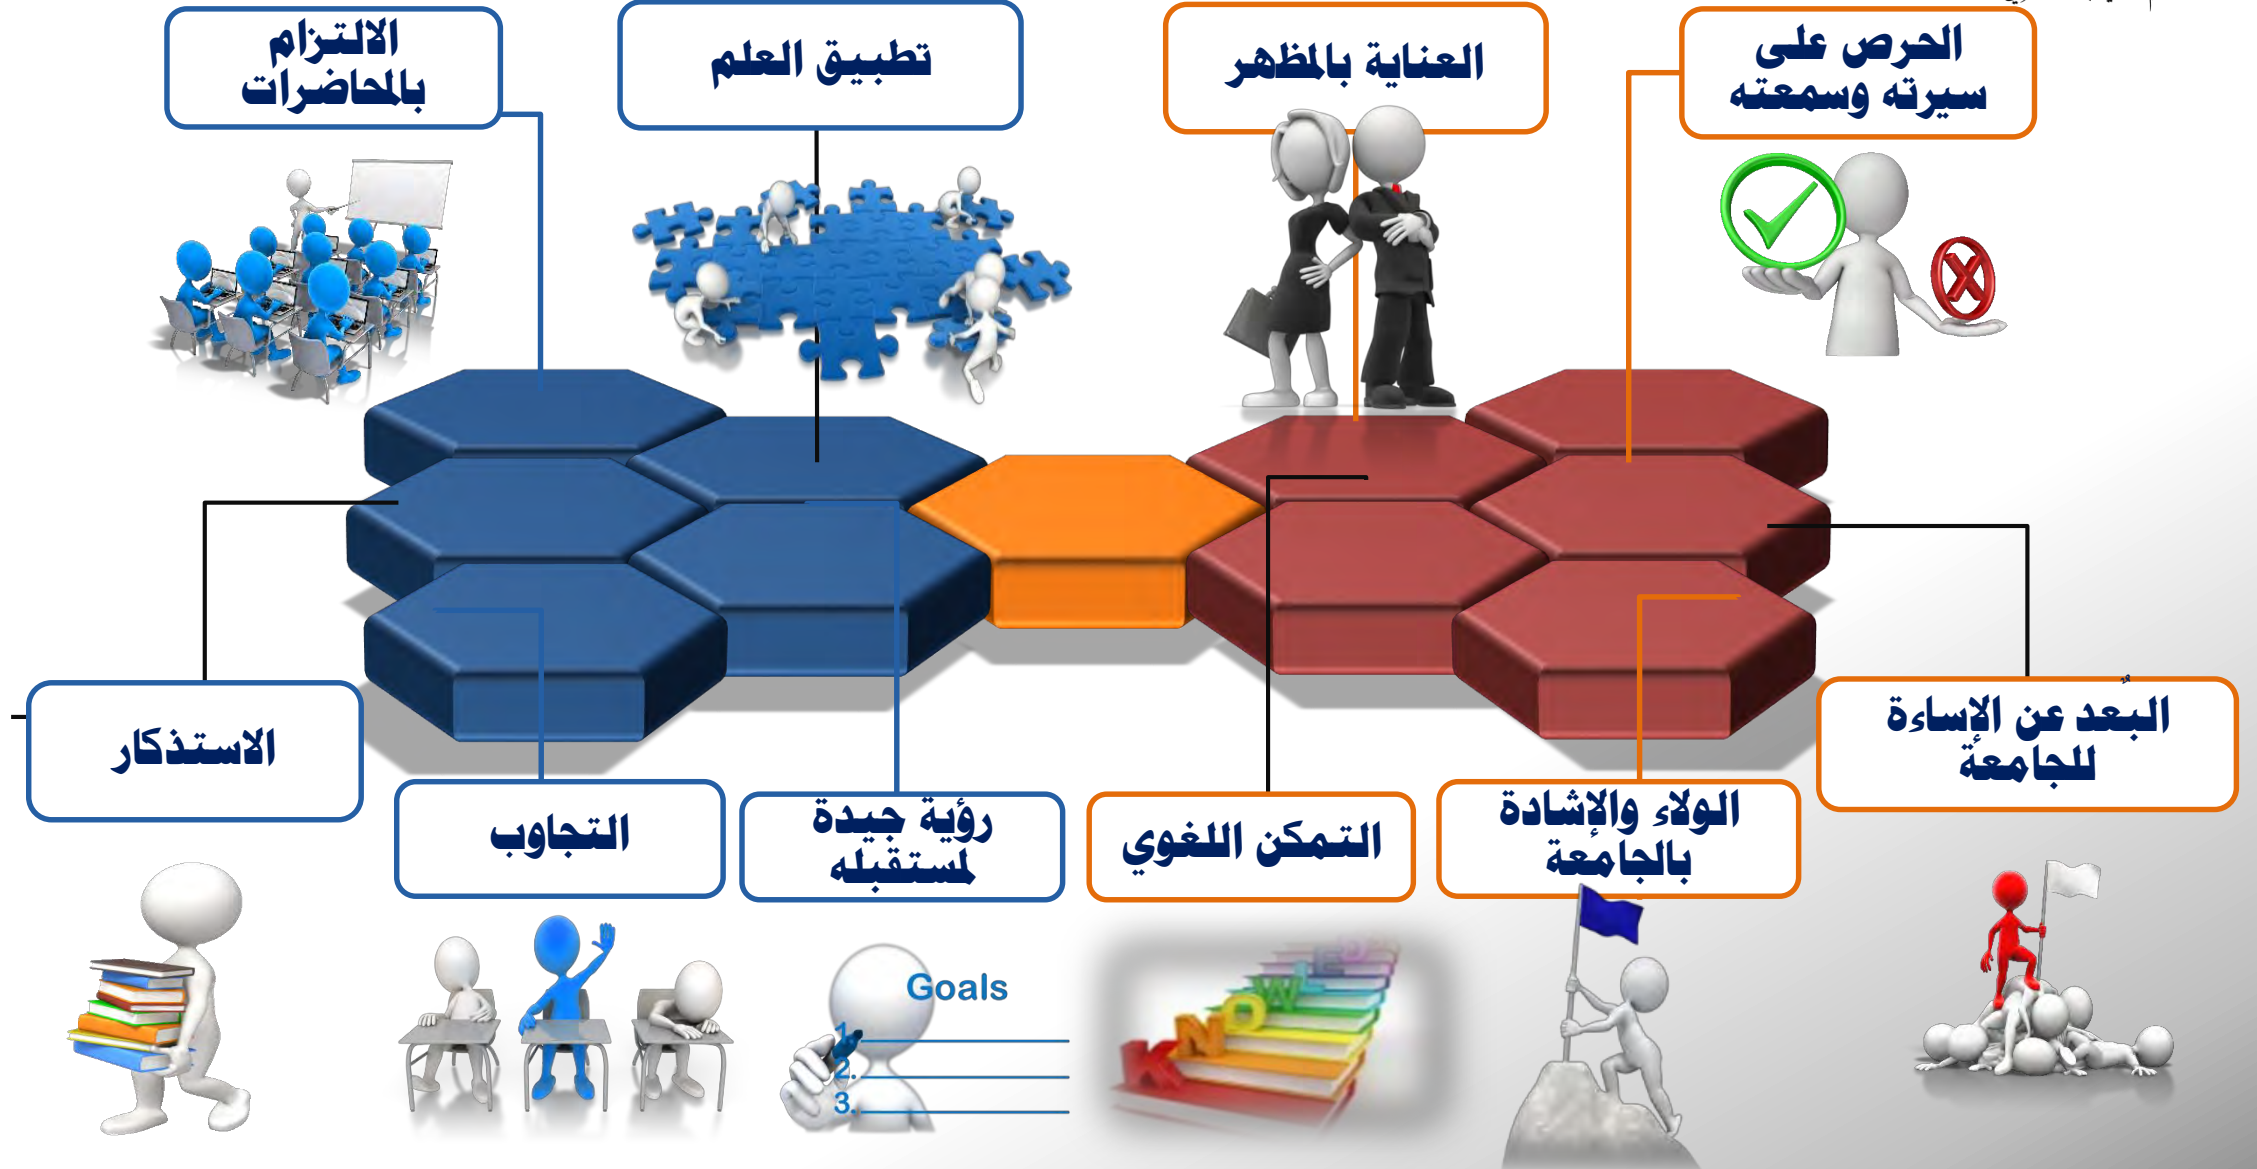 الحرص على
سيرته وسمعته
العناية بالمظهر
تطبيق العلم
الالتزام
بالمحاضرات
البُعد عن الإساءة
للجامعة
الولاء والإشادة
بالجامعة
التمكن اللغوي
رؤية جيدة
لمستقبله
التجاوب
الاستذكار
Goals
1.
2.
3.
KNOWLEDG